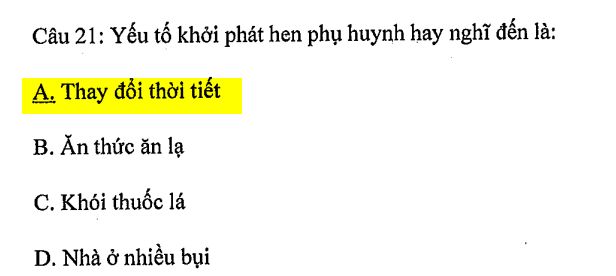 Câu 21: Yếu tố khởi phát hen phụ huynh hay nghĩ đến là:
A. Thay đổi thời tiết
B. Ăn thức ăn lạ
C. Khói thuốc lá
D. Nhà ở nhiều bụi